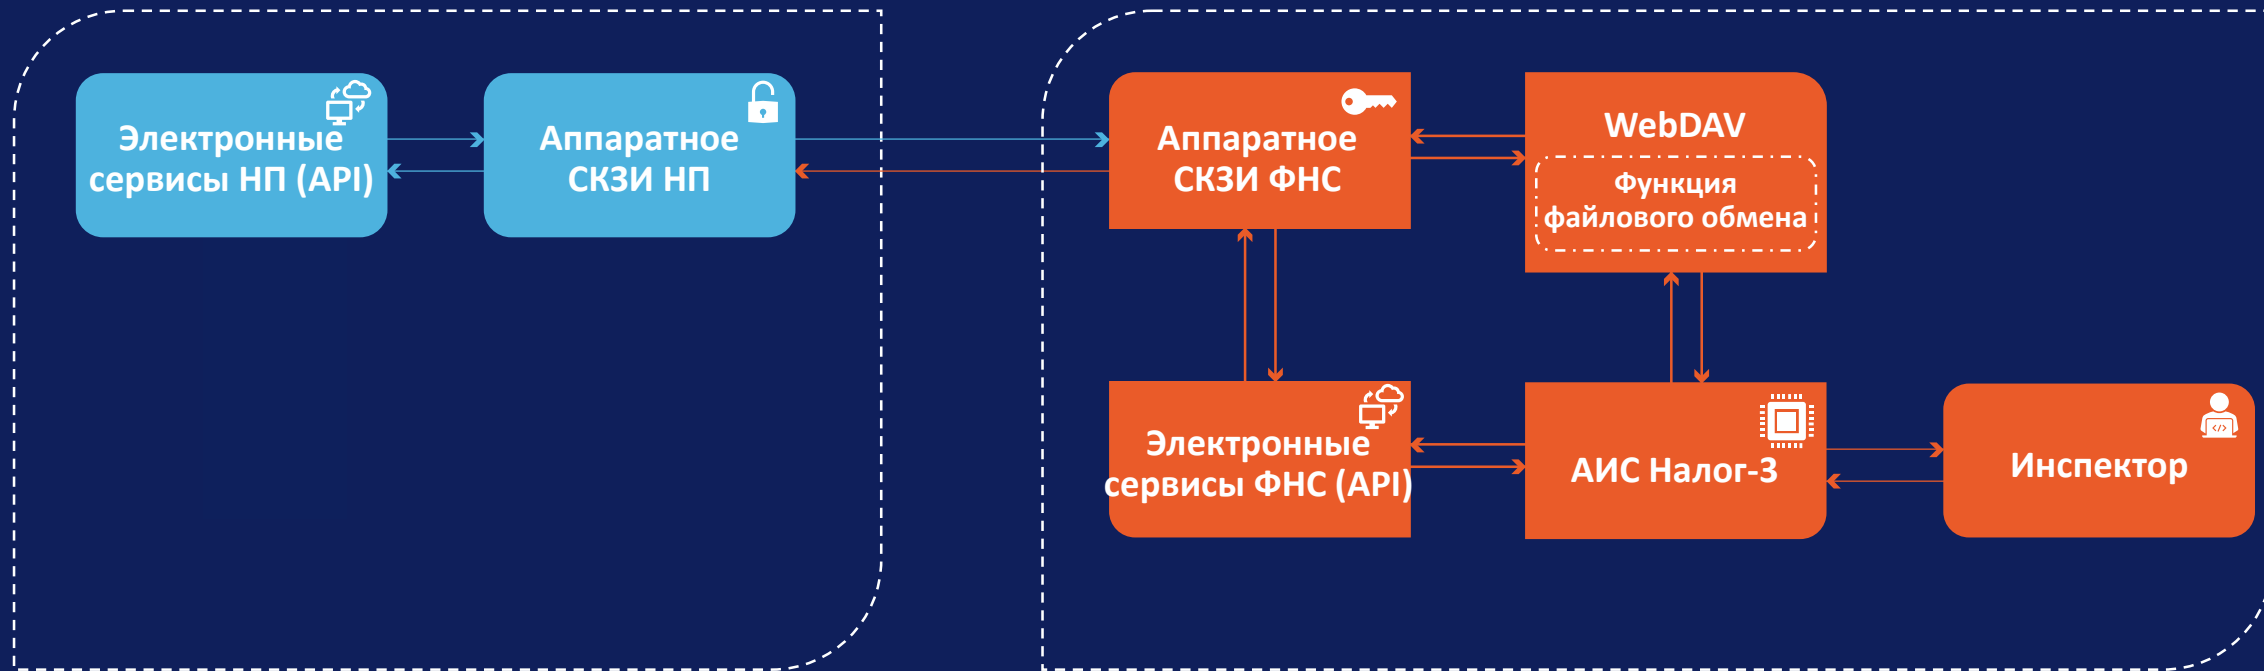 Электронные
сервисы НП (API)
Аппаратное
СКЗИ НП
Аппаратное
СКЗИ ФНС
WebDAV
Функция
файлового обмена
Электронные
сервисы ФНС (API)
АИС Налог-3
Инспектор